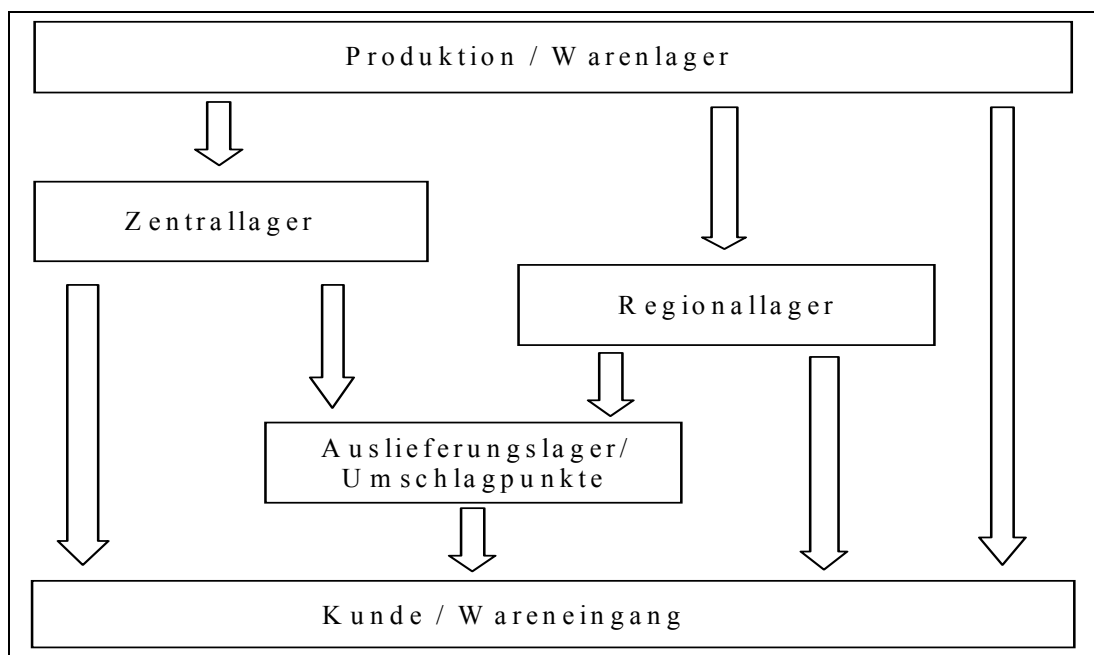 Produktion / Warenlager
Zentrallager
Regionallager
Auslieferungslager/
Umschlagpunkte
Kunde / Wareneingang